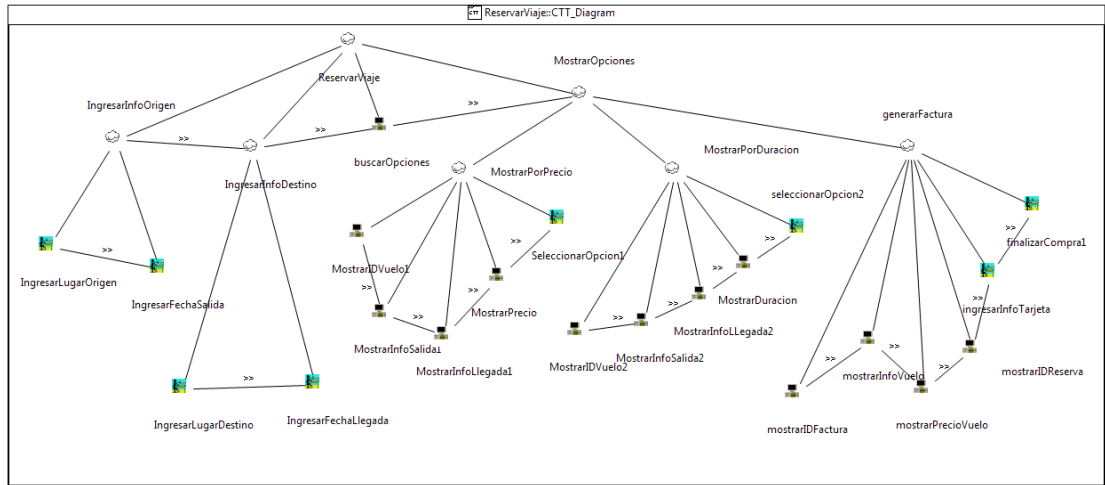 CTT ReservarViaje::CTT_Diagram
MostrarOpciones
ReservarViaje
IngresarInfoOrigen
>>
generarFactura
>>
>>
buscarOpciones
MostrarPorDuracion
MostrarPorPrecio
IngresarInfoDestino
seleccionarOpcion2
>>
>>
>>
>>
finalizarCompra1
SeleccionarOpcion1
MostrarIDVuelo1
IngresarLugarOrigen
>>
>>
>>
>>
MostrarDuracion
IngresarFechaSalida
MostrarPrecio
ingresarInfoTarjeta
>>
>>
>>
MostrarInfoLLegada2
MostrarInfoSalida1
MostrarInfoSalida2
MostrarInfoLlegada1
MostrarIDVuelo2
>>
>>
>>
mostrarInfoVuelo
mostrarIDReserva
>>
IngresarLugarDestino
IngresarFechaLlegada
mostrarIDFactura
mostrarPrecioVuelo